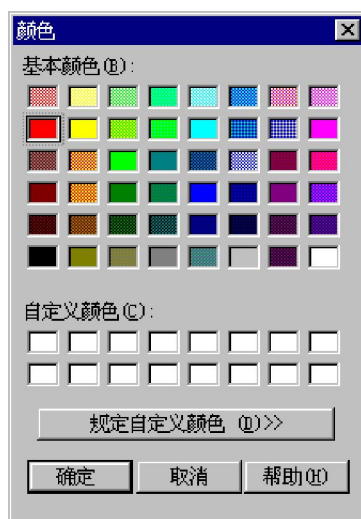 颜色
基本颜色(B):
自定义颜色(C):
规定自定义颜色 (D)>>
确定
取消
帮助(H)